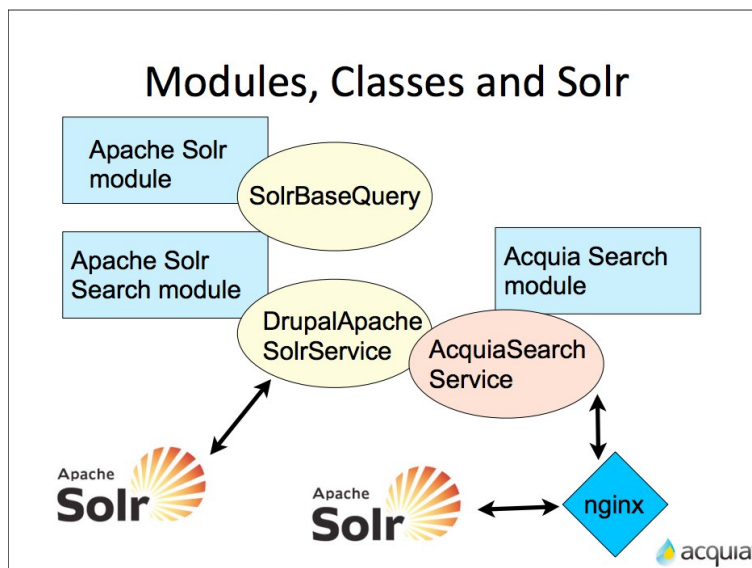 Modules, Classes and Solr
Apache Solr
module
SolrBaseQuery
Apache Solr
Search module
Acquia Search
module
DrupalApache
SolrService
AcquiaSearch
Service
Apache
Solr
Apache
Solr
nginx
acquia